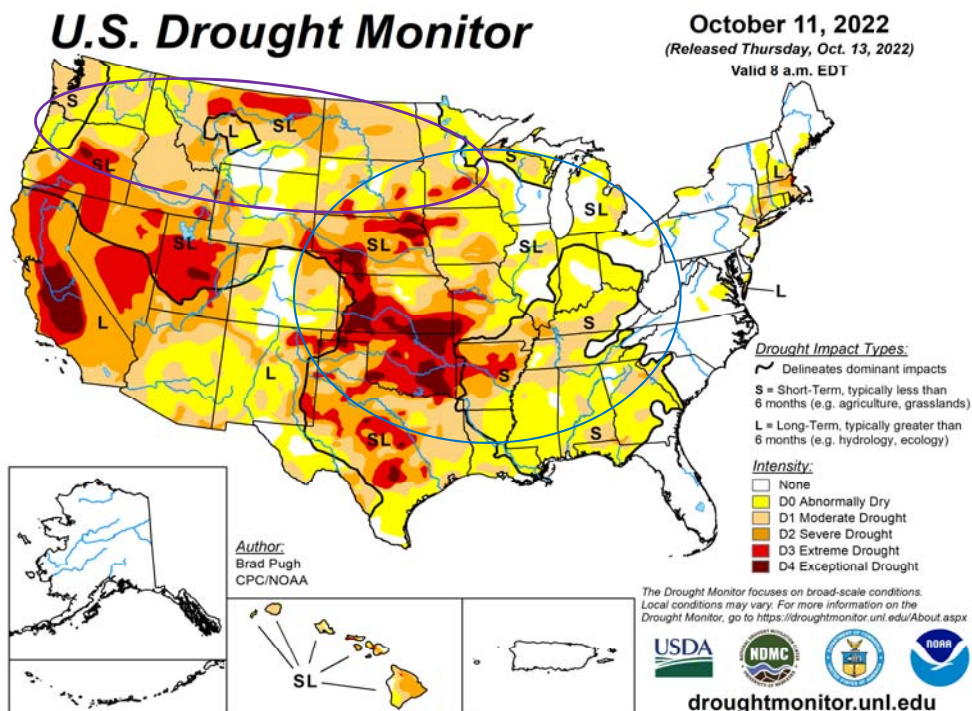 U.S. Drought Monitor
October 11, 2022
(Released Thursday, Oct. 13, 2022)
Valid 8 a.m. EDT
S
SL
L
SL
S
L
SL
SL
SL
SL
SL
L
S
L
L
S
SL
S
Drought Impact Types:
Delineates dominant impacts
S = Short-Term, typically less than
6 months (e.g. agriculture, grasslands)
L = Long-Term, typically greater than
6 months (e.g. hydrology, ecology)
Intensity:
None
D0 Abnormally Dry
D1 Moderate Drought
D2 Severe Drought
D3 Extreme Drought
D4 Exceptional Drought
Author:
Brad Pugh
CPC/NOAA
SL
The Drought Monitor focuses on broad-scale conditions.
Local conditions may vary. For more information on the
Drought Monitor, go to https://droughtmonitor.unl.edu/About.aspx
USDA
NDMC
NOAA
droughtmonitor.unl.edu